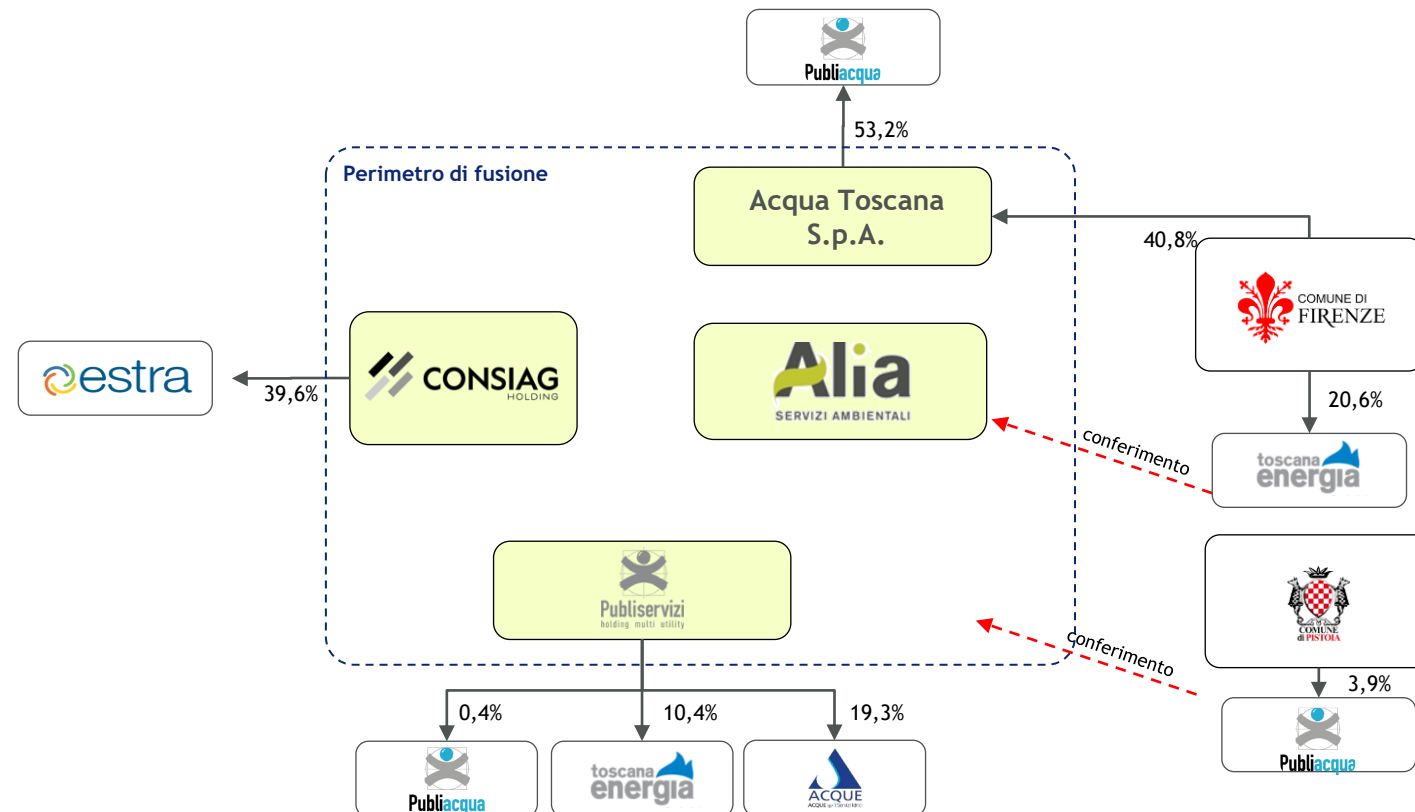 Publiacqua
53,2%
Perimetro di fusione
Acqua Toscana
S.p.A.
40,8%
COMUNE DI
FIRENZE
estra
39,6%
CONSIAG
HOLDING
Alia
SERVIZI AMBIENTALI
20,6%
conferimento
toscana
energia
Publiservizi
holding multi utility
conferimento
COMUNE
di PISTOIA
3,9%
0,4%
10,4%
19,3%
Publiacqua
Publiacqua
toscana
energia
ACQUE